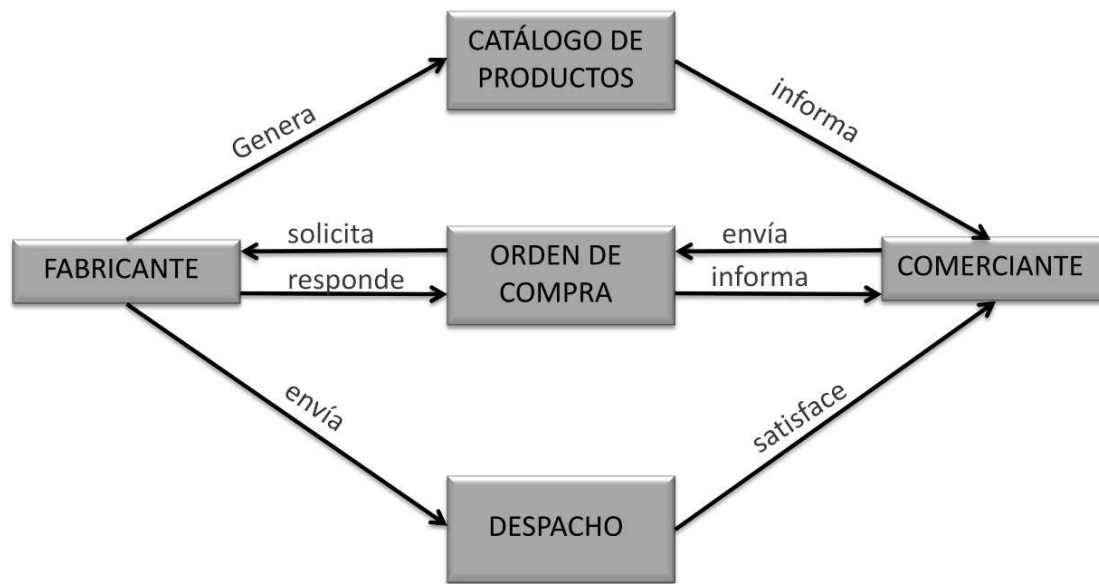 CATÁLOGO DE
PRODUCTOS
Genera
informa
solicita
envía
FABRICANTE
ORDEN DE
COMPRA
COMERCIANTE
responde
informa
envía
satisface
DESPACHO